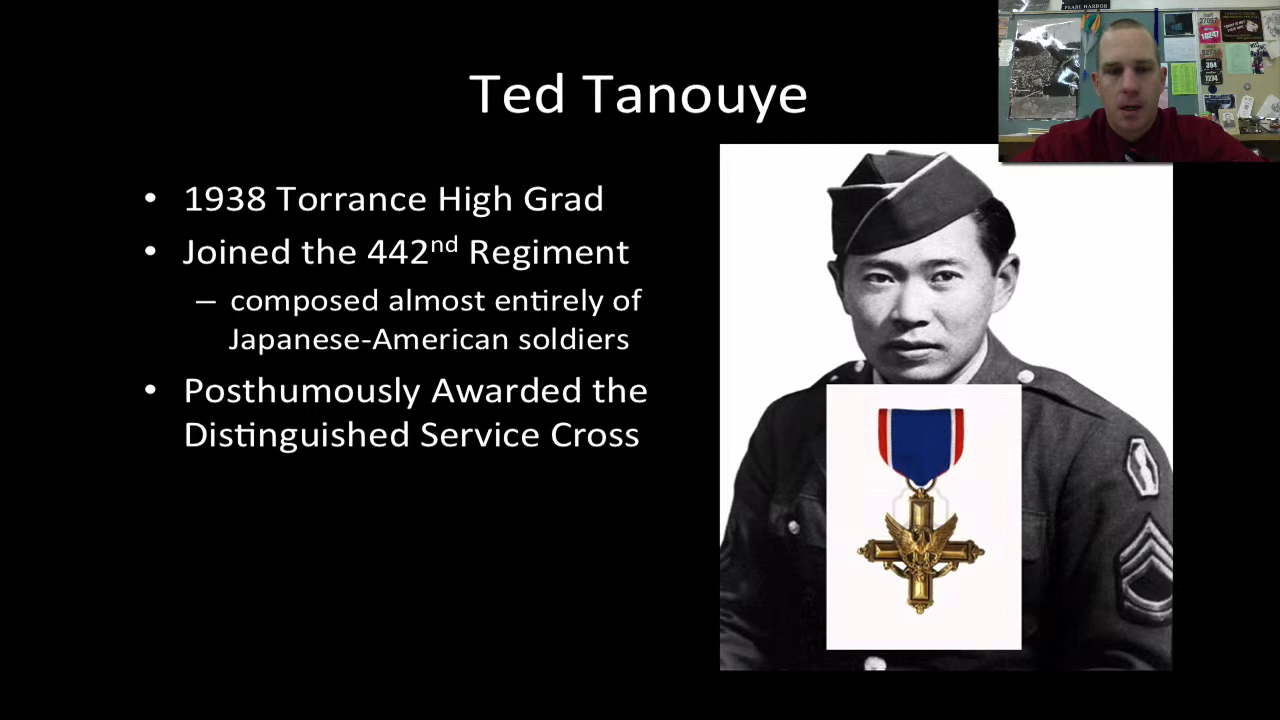 PEARL HARBOR
Ted Tanouye
• 1938 Torrance High Grad
• Joined the 442nd Regiment
– composed almost entirely of
Japanese-American soldiers
• Posthumously Awarded the
Distinguished Service Cross